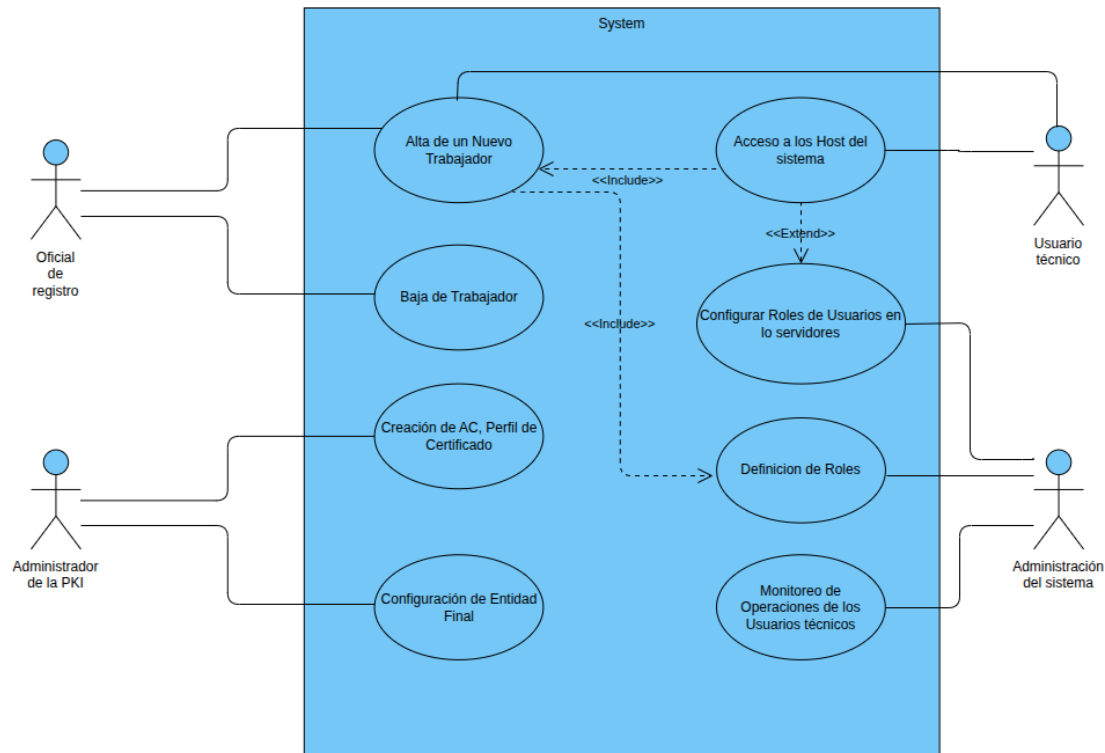 System
Alta de un Nuevo
Trabajador
Acceso a los Host del
sistema
<<Include>>
<<Extend>>
Oficial
de
registro
Usuario
técnico
Baja de Trabajador
Configurar Roles de Usuarios en
lo servidores
<<Include>>
Creación de AC, Perfil de
Certificado
Definicion de Roles
Administrador
de la PKI
Administración
del sistema
Configuración de Entidad
Final
Monitoreo de
Operaciones de los
Usuarios técnicos